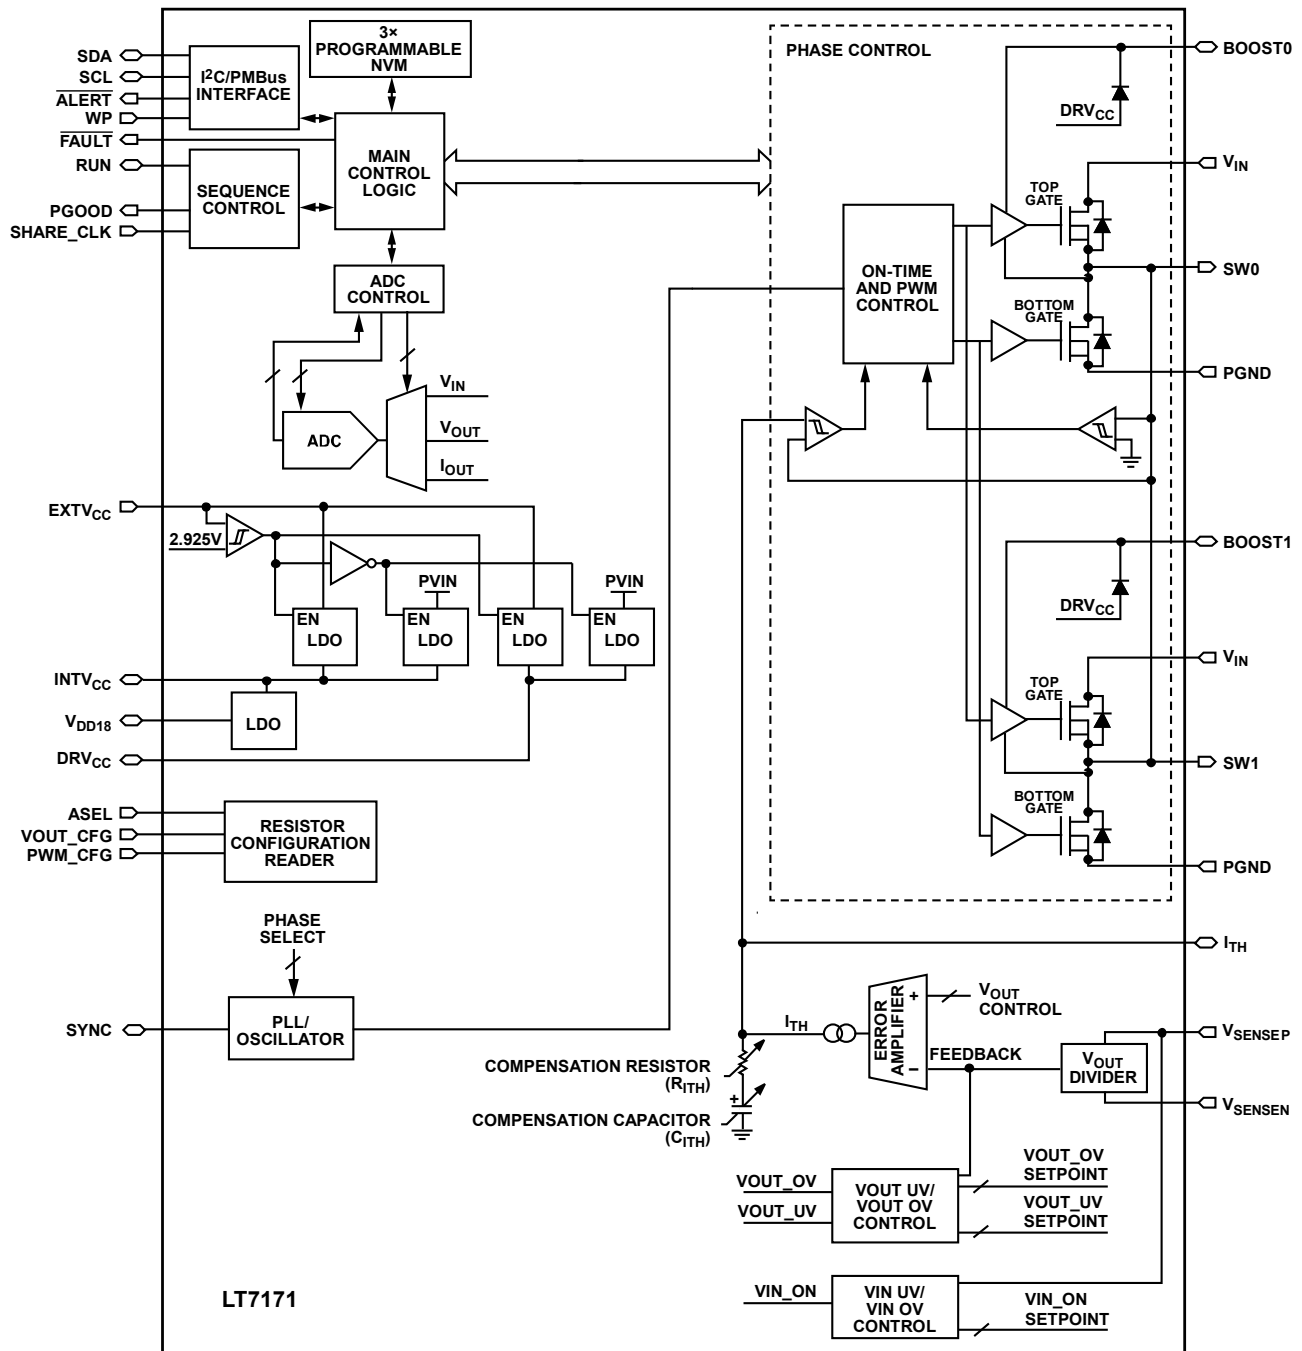 3×
PROGRAMMABLE
NVM
SDA
SCL
ALERT
WP
FAULT
RUN
PGOOD
SHARE_CLK
I2C/PMBus
INTERFACE
SEQUENCE
CONTROL
MAIN
CONTROL
LOGIC
ADC
CONTROL
ADC
VIN
VOUT
IOUT
EXTVCC
2.925V
PVIN
PVIN
EN
LDO
EN
LDO
EN
LDO
EN
LDO
INTVCC
VDD18
LDO
DRVCC
ASEL
VOUT_CFG
PWM_CFG
RESISTOR
CONFIGURATION
READER
PHASE
SELECT
SYNC
PLL/
OSCILLATOR
PHASE CONTROL
DRVCC
BOOST0
VIN
TOP
GATE
ON-TIME
AND PWM
CONTROL
SW0
BOTTOM
GATE
PGND
BOOST1
DRVCC
VIN
TOP
GATE
SW1
BOTTOM
GATE
PGND
ITH
ITH
ERROR
AMPLIFIER
+
−
VOUT
CONTROL
FEEDBACK
VOUT
DIVIDER
VSENSEP
VSENSEN
COMPENSATION RESISTOR
(RITH)
+
COMPENSATION CAPACITOR
(CITH)
VOUT_OV
VOUT_UV
VOUT UV/
VOUT OV
CONTROL
VOUT_OV
SETPOINT
VOUT_UV
SETPOINT
VIN_ON
VIN UV/
VIN OV
CONTROL
VIN_ON
SETPOINT
LT7171